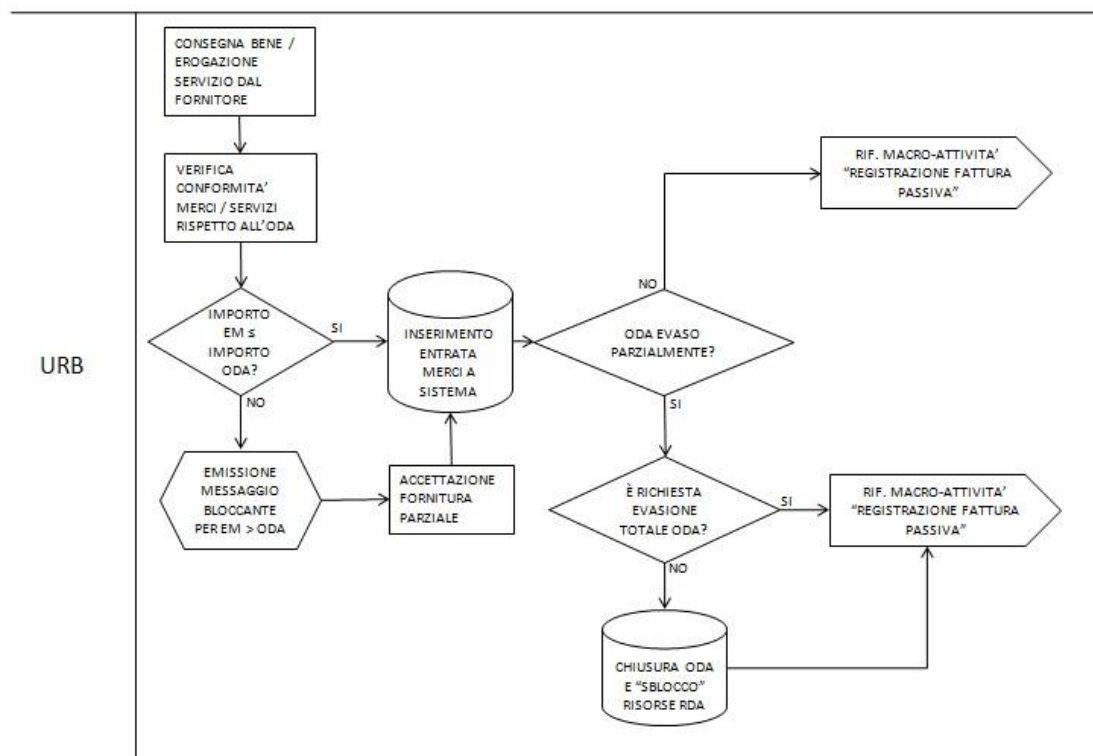 CONSEGNA BENE /
EROGAZIONE
SERVIZIO DAL
FORNITORE
VERIFICA
CONFORMITA'
MERCI / SERVIZI
RISPETTO ALL'ODA
RIF. MACRO-ATTIVITA'
"REGISTRAZIONE FATTURA
PASSIVA"
URB
IMPORTO
EM ≤
IMPORTO
ODA?
SI
NO
INSERIMENTO
ENTRATA
MERCI A
SISTEMA
ODA EVASO
PARZIALMENTE?
NO
SI
EMISSIONE
MESSAGGIO
BLOCCANTE
PER EM > ODA
ACCETTAZIONE
FORNITURA
PARZIALE
È RICHIESTA
EVASIONE
TOTALE ODA?
SI
NO
RIF. MACRO-ATTIVITA'
"REGISTRAZIONE FATTURA
PASSIVA"
CHIUSURA ODA
E "SBLOCCO"
RISORSE RDA